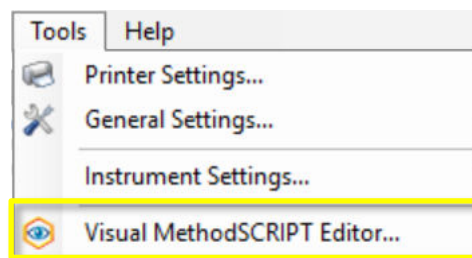 Tools Help
Printer Settings...
General Settings...
Instrument Settings...
Visual MethodSCRIPT Editor...